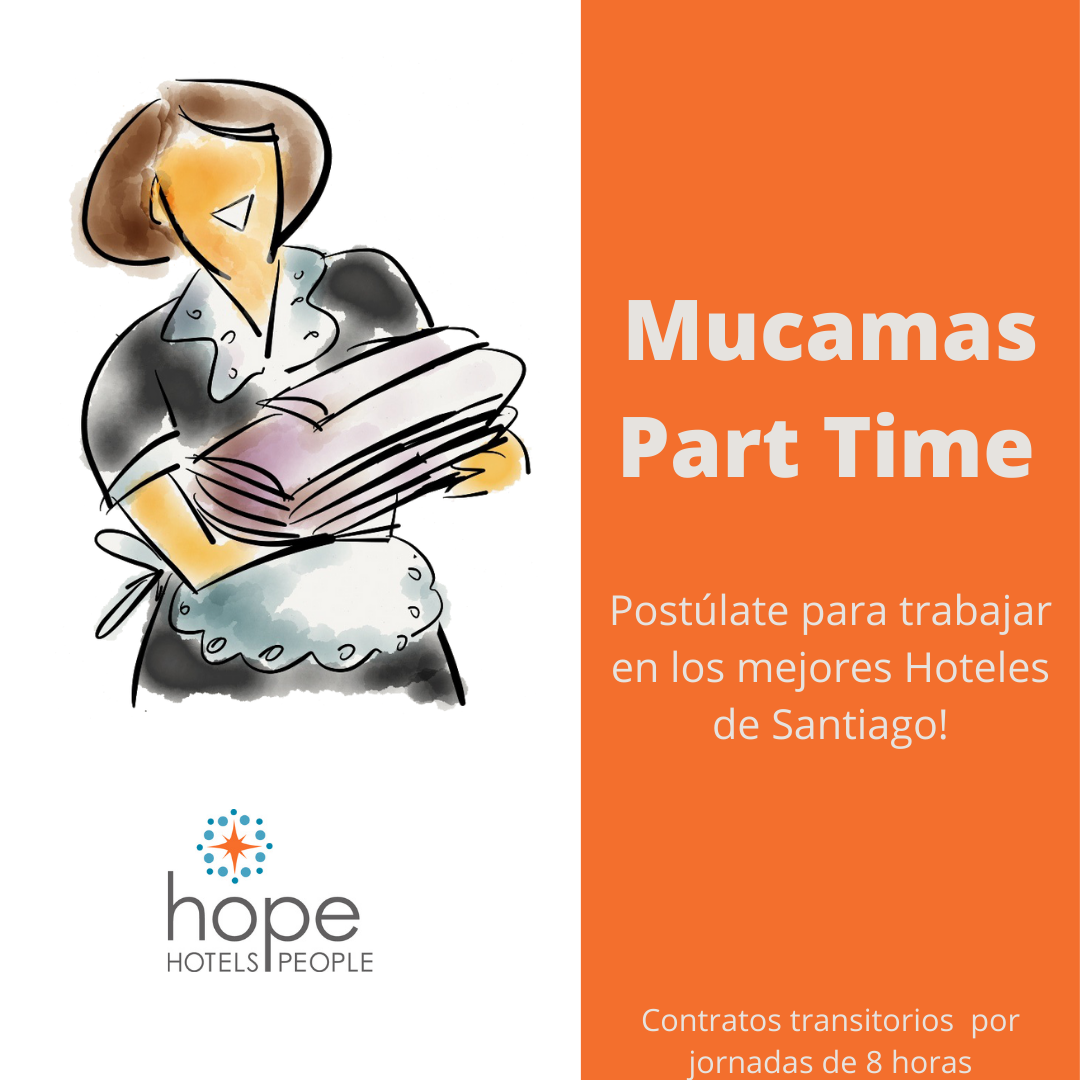 Mucamas
Part Time
Postúlate para trabajar
en los mejores Hoteles
de Santiago!
hope
HOTELS PEOPLE
Contratos transitorios  por
jornadas de 8 horas